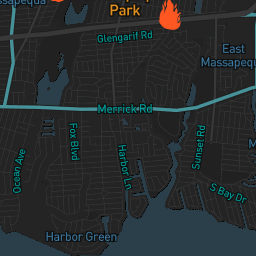 Park
Glengarif Rd
East
Massapequa
Merrick Rd
Fox Blvd
Harbor Ln
Sunset Rd
Ocean Ave
S Bay Dr
Harbor Green